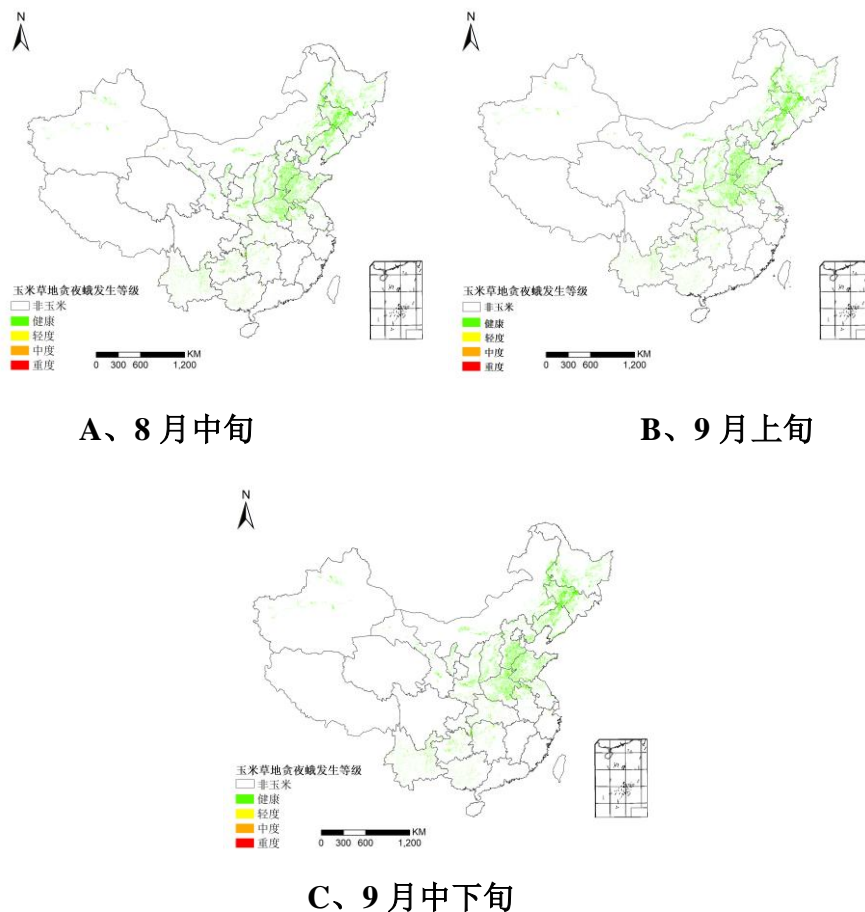 N
玉米草地贪夜蛾发生等级
非玉米
健康
轻度
中度
重度
KM
0 300 600 1,200
A、8 月中旬
N
玉米草地贪夜蛾发生等级
非玉米
健康
轻度
中度
重度
KM
0 300 600 1,200
B、9 月上旬
N
玉米草地贪夜蛾发生等级
非玉米
健康
轻度
中度
重度
KM
0 300 600 1,200
C、9 月中下旬